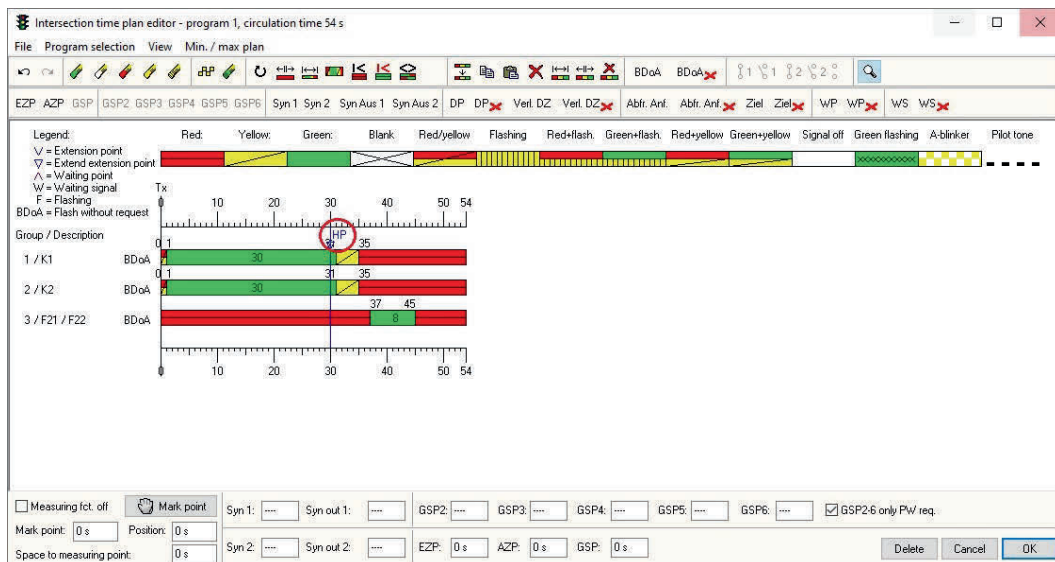 Intersection time plan editor - program 1, circulation time 54 s
File Program selection View Min. / max plan
BDoA BDoA 1 1 2 2
EZP AZP GSP GSP2 GSP3 GSP4 GSP5 GSP6 Syn 1 Syn 2 Syn Aus 1 Syn Aus 2 DP DP Verl. DZ Verl. DZ Abfr. Anf. Abfr. Anf. Ziel Ziel WP WP WS WS
Legend: Red: Yellow: Green: Blank Red/yellow Flashing Red+flash. Green+flash. Red+yellow Green+yellow Signal off Green flashing A-blinker Pilot tone
V = Extension point
∇ = Extend extension point
Λ = Waiting point
W = Waiting signal
F = Flashing
BDoA = Flash without request
Tx
0 10 20 30 40 50 54
Group / Description
HP
0 1 35
1 / K1 BDoA 30
0 1 31 35
2 / K2 BDoA 30
37 45
3 / F21 / F22 BDoA 8
0 10 20 30 40 50 54
Measuring fct. off Mark point Syn 1: ---- Syn out 1: ---- GSP2: ---- GSP3: ---- GSP4: ---- GSP5: ---- GSP6: ---- GSP2-6 only PW req.
Mark point: 0 s Position: 0 s
Space to measuring point: 0 s Syn 2: ---- Syn out 2: ---- EZP: 0 s AZP: 0 s GSP: 0 s Delete Cancel OK